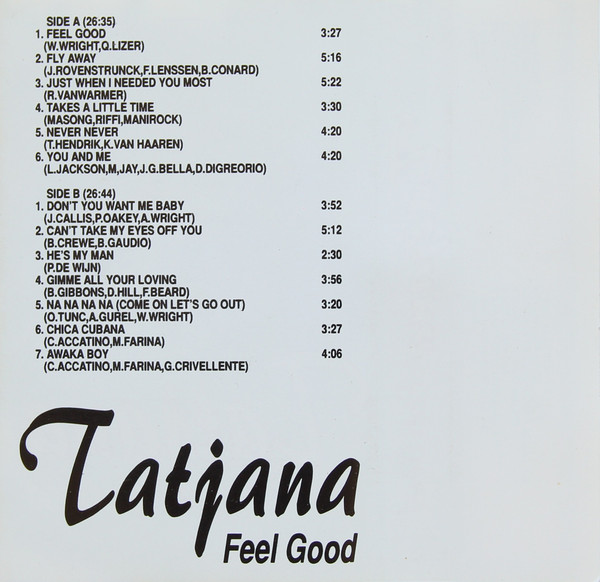 SIDE A (26:35)
1. FEEL GOOD 3:27
(W.WRIGHT,Q.LIZER)
2. FLY AWAY 5:16
(J.ROVENSTRUNCK,F.LENSSEN,B.CONARD)
3. JUST WHEN I NEEDED YOU MOST 5:22
(R.VANWARMER)
4. TAKES A LITTLE TIME 3:30
(MASONG,RIFFI,MANIROCK)
5. NEVER NEVER 4:20
(T.HENDRIK,K.VAN HAAREN)
6. YOU AND ME 4:20
(L.JACKSON,M,JAY,J.G.BELLA,D.DIGREORIO)
SIDE B (26:44)
1. DON'T YOU WANT ME BABY 3:52
(J.CALLIS,P.OAKEY,A.WRIGHT)
2. CAN'T TAKE MY EYES OFF YOU 5:12
(B.CREWE,B.GAUDIO)
3. HE'S MY MAN 2:30
(P.DE WIJN)
4. GIMME ALL YOUR LOVING 3:56
(B.GIBBONS,D.HILL,F.BEARD)
5. NA NA NA NA (COME ON LET'S GO OUT) 3:20
(O.TUNC,A.GUREL,W.WRIGHT)
6. CHICA CUBANA 3:27
(C.ACCATINO,M.FARINA)
7. AWAKA BOY 4:06
(C.ACCATINO,M.FARINA,G.CRIVELLENTE)
Tatjana
Feel Good